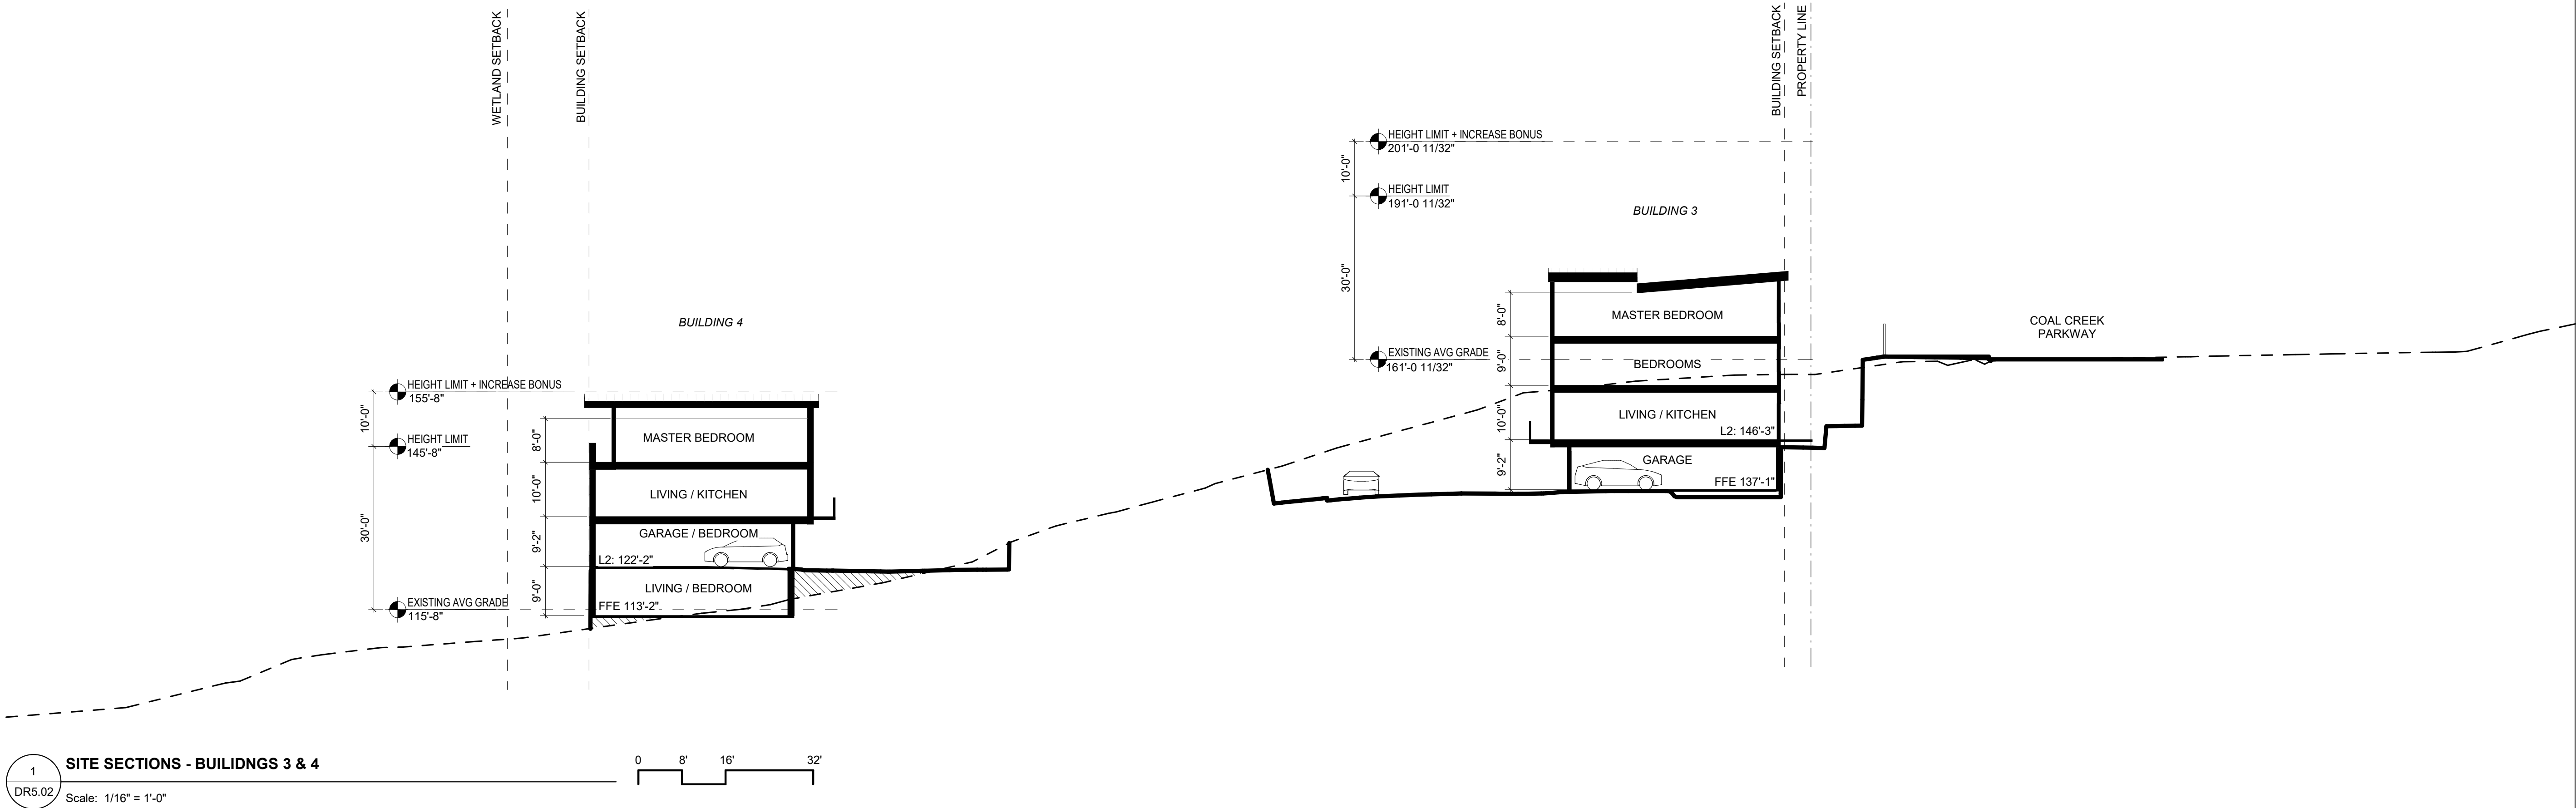 WETLAND SETBACK
BUILDING SETBACK
BUILDING SETBACK
PROPERTY LINE
HEIGHT LIMIT + INCREASE BONUS
201'-0 11/32"
10'-0"
HEIGHT LIMIT
191'-0 11/32"
BUILDING 3
30'-0"
EXISTING AVG GRADE
161'-0 11/32"
8'-0"
MASTER BEDROOM
9'-0"
BEDROOMS
10'-0"
LIVING / KITCHEN
L2: 146'-3"
9'-2"
GARAGE
FFE 137'-1"
COAL CREEK
PARKWAY
BUILDING 4
HEIGHT LIMIT + INCREASE BONUS
155'-8"
10'-0"
HEIGHT LIMIT
145'-8"
30'-0"
EXISTING AVG GRADE
115'-8"
8'-0"
MASTER BEDROOM
10'-0"
LIVING / KITCHEN
9'-2"
GARAGE / BEDROOM
L2: 122'-2"
9'-0"
LIVING / BEDROOM
FFE 113'-2"
1
DR5.02
SITE SECTIONS - BUILIDNGS 3 & 4
Scale: 1/16" = 1'-0"
0 8' 16' 32'